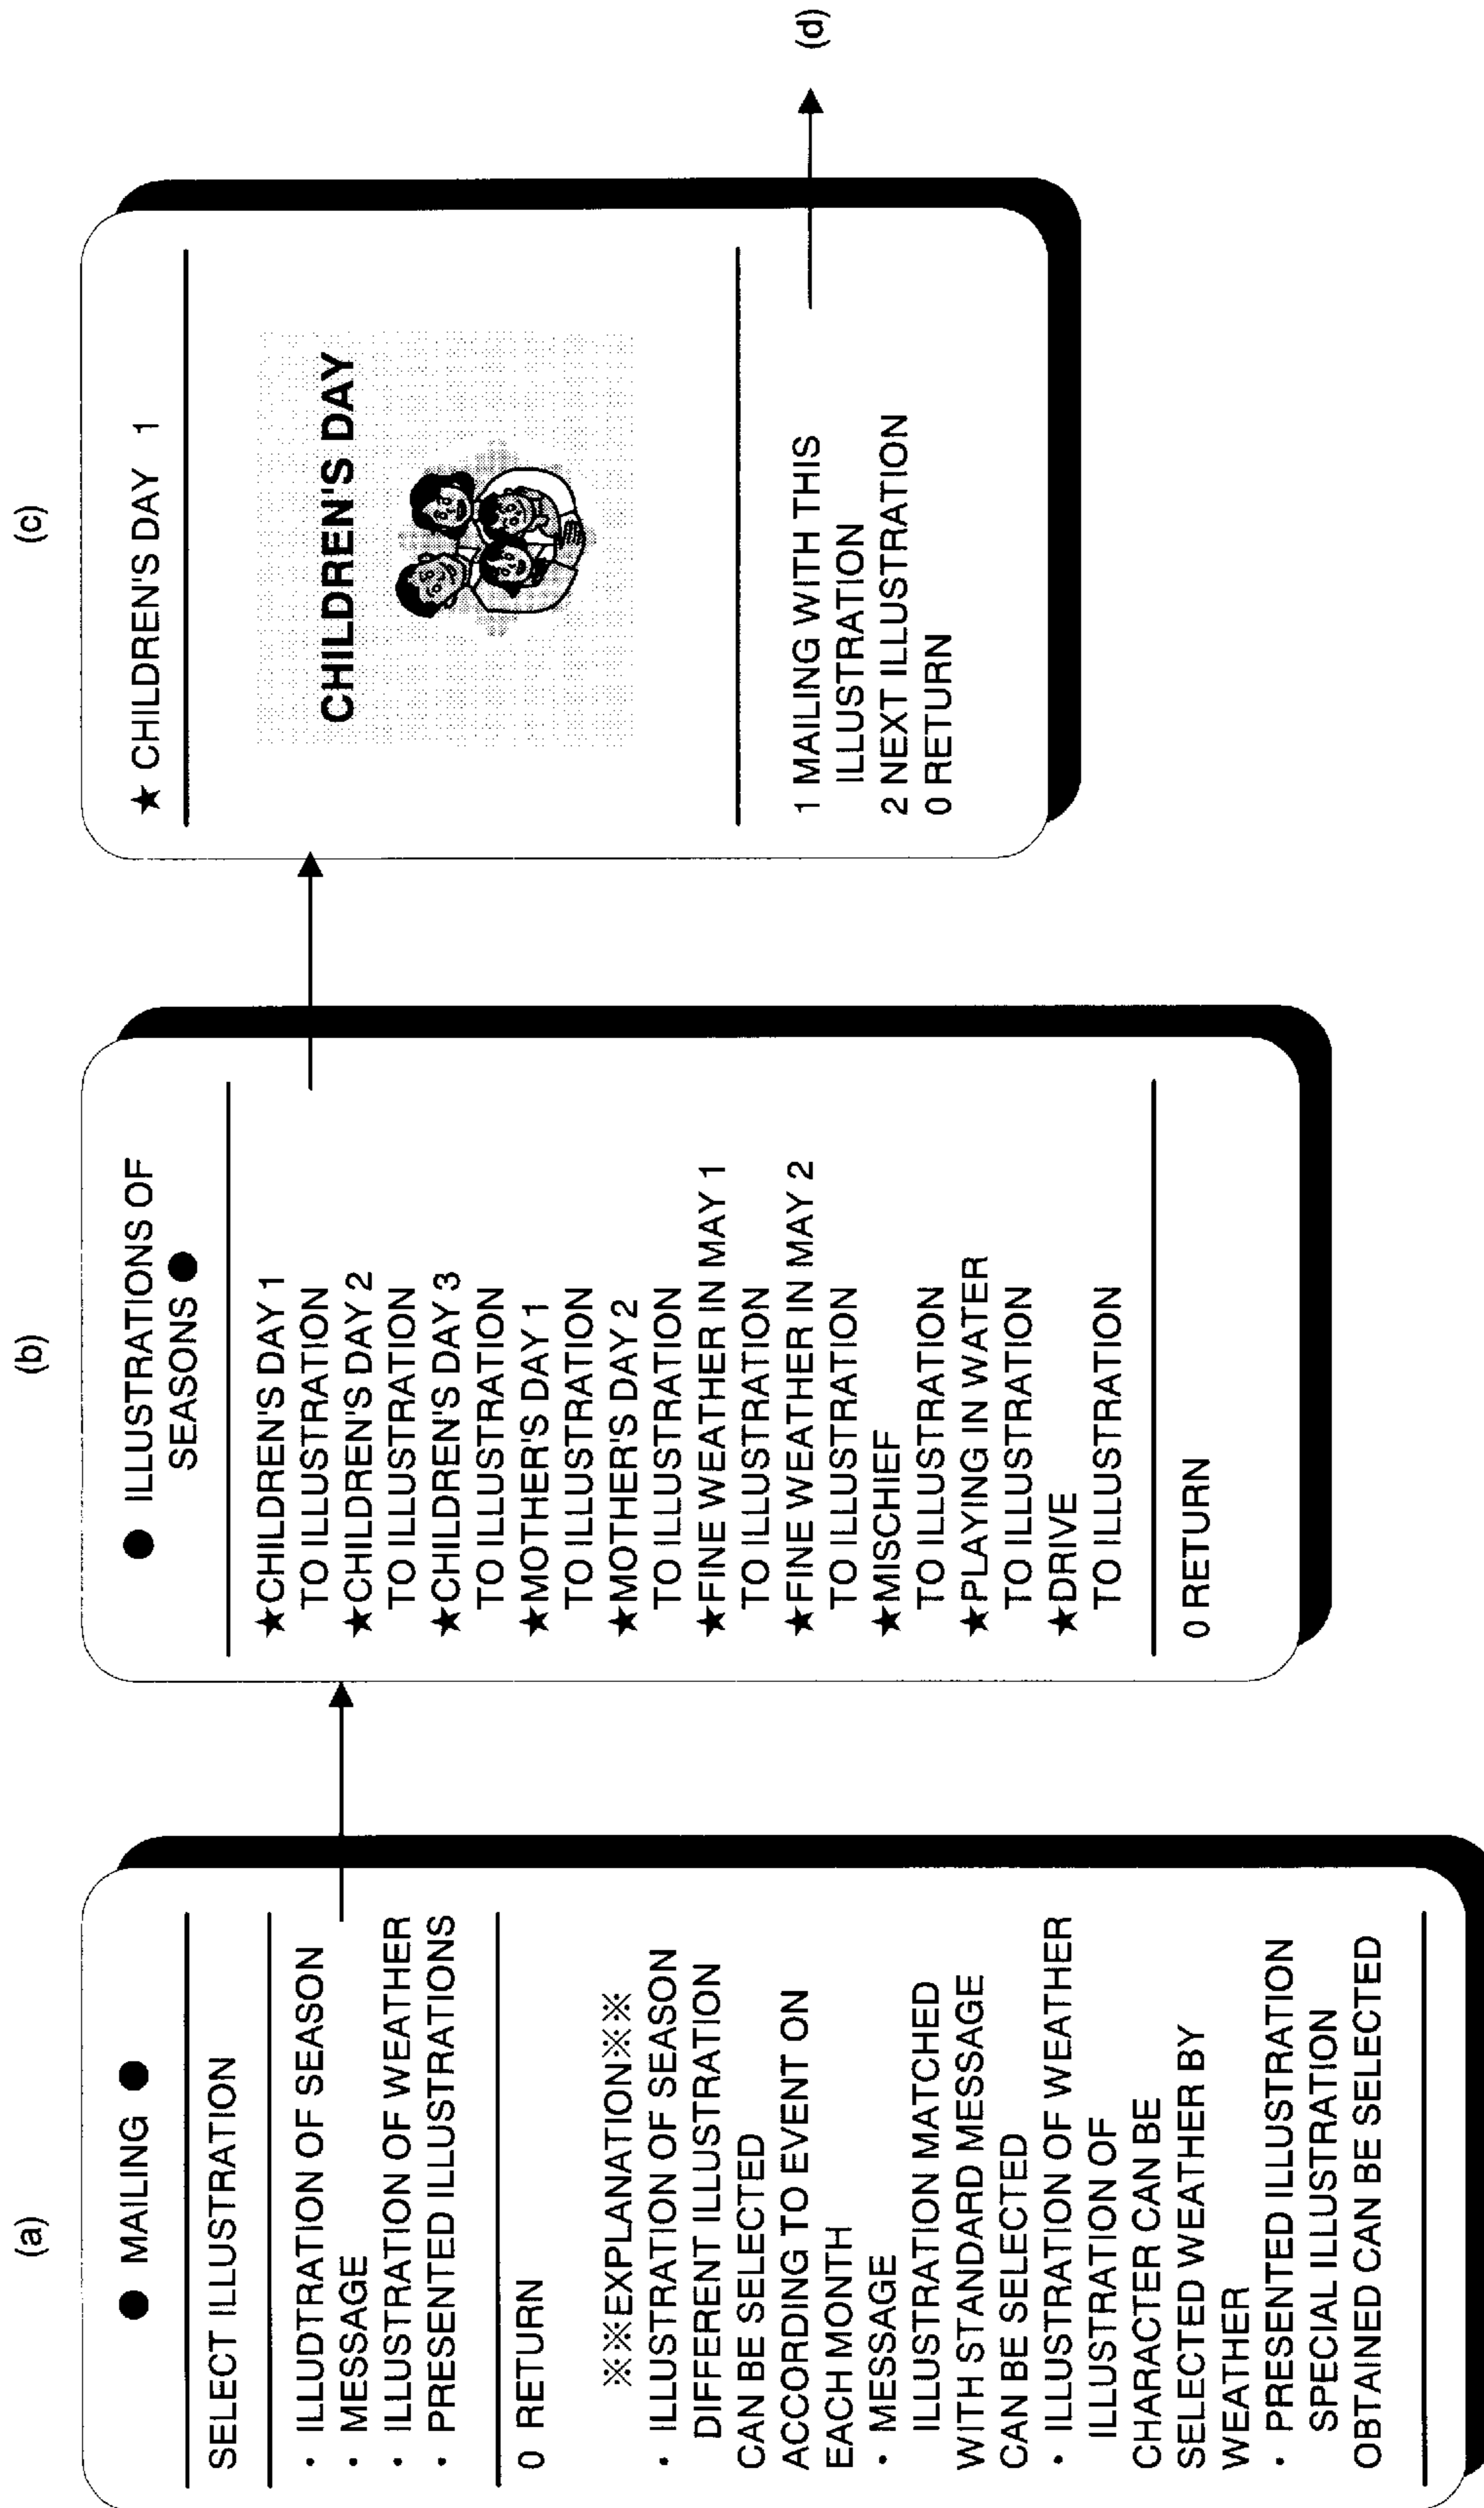 (a)
● MAILING ●
SELECT ILLUSTRATION
・ ILLUDTRATION OF SEASON
・ MESSAGE
・ ILLUSTRATION OF WEATHER
・ PRESENTED ILLUSTRATIONS
0 RETURN
※※EXPLANATION※※
・ ILLUSTRATION OF SEASON
DIFFERENT ILLUSTRATION
CAN BE SELECTED
ACCORDING TO EVENT ON
EACH MONTH
・ MESSAGE
ILLUSTRATION MATCHED
WITH STANDARD MESSAGE
CAN BE SELECTED
・ ILLUSTRATION OF WEATHER
ILLUSTRATION OF
CHARACTER CAN BE
SELECTED WEATHER BY
WEATHER
・ PRESENTED ILLUSTRATION
SPECIAL ILLUSTRATION
OBTAINED CAN BE SELECTED
(b)
● ILLUSTRATIONS OF
SEASONS ●
★CHILDREN'S DAY 1
TO ILLUSTRATION
★CHILDREN'S DAY 2
TO ILLUSTRATION
★CHILDREN'S DAY 3
TO ILLUSTRATION
★MOTHER'S DAY 1
TO ILLUSTRATION
★MOTHER'S DAY 2
TO ILLUSTRATION
★FINE WEATHER IN MAY 1
TO ILLUSTRATION
★FINE WEATHER IN MAY 2
TO ILLUSTRATION
★MISCHIEF
TO ILLUSTRATION
★PLAYING IN WATER
TO ILLUSTRATION
★DRIVE
TO ILLUSTRATION
0 RETURN
(c)
★ CHILDREN'S DAY 1
CHILDREN'S DAY
1 MAILING WITH THIS
ILLUSTRATION
2 NEXT ILLUSTRATION
0 RETURN
(d)